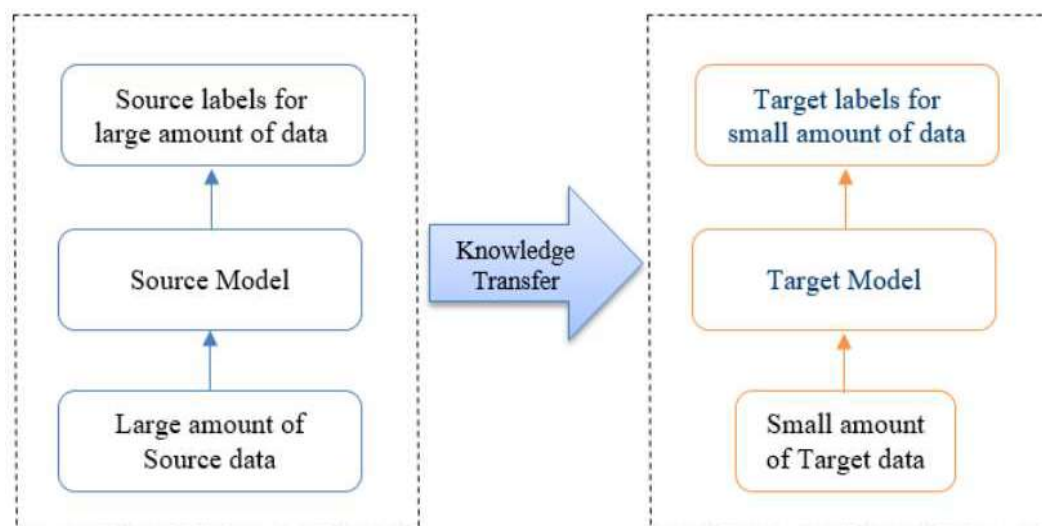 Source labels for
large amount of data
Source Model
Large amount of
Source data
Knowledge
Transfer
Target labels for
small amount of data
Target Model
Small amount
of Target data